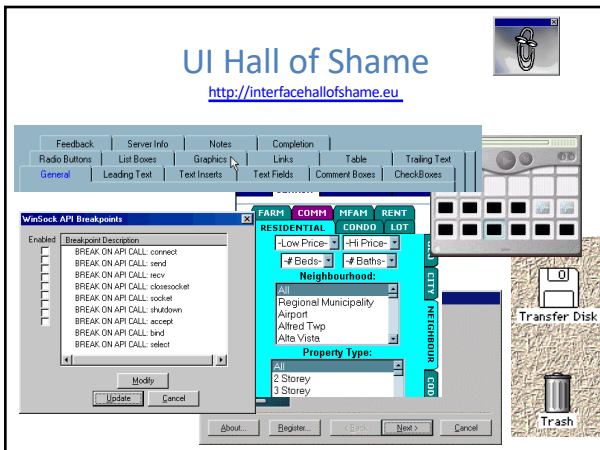 UI Hall of Shame
http://interfacehallofshame.eu
Feedback Server Info Notes Completion
Radio Buttons List Boxes Graphics Links Table Trailing Text
General Leading Text Text Inserts Text Fields Comment Boxes CheckBoxes
WinSock API Breakpoints
Enabled Breakpoint Description
BREAK ON API CALL: connect
BREAK ON API CALL: send
BREAK ON API CALL: recv
BREAK ON API CALL: closesocket
BREAK ON API CALL: socket
BREAK ON API CALL: shutdown
BREAK ON API CALL: accept
BREAK ON API CALL: bind
BREAK ON API CALL: select
Modify
Update Cancel
FARM COMM MFAM RENT
RESIDENTIAL CONDO LOT
-Low Price- -Hi Price-
-# Beds- -# Baths-
Neighbourhood:
All
Regional Municipality
Airport
Alfred Twp
Alta Vista
Property Type:
All
2 Storey
3 Storey
CITY
NEIGHBOUR
COD
About... Register... < Back Next > Cancel
Transfer Disk
Trash